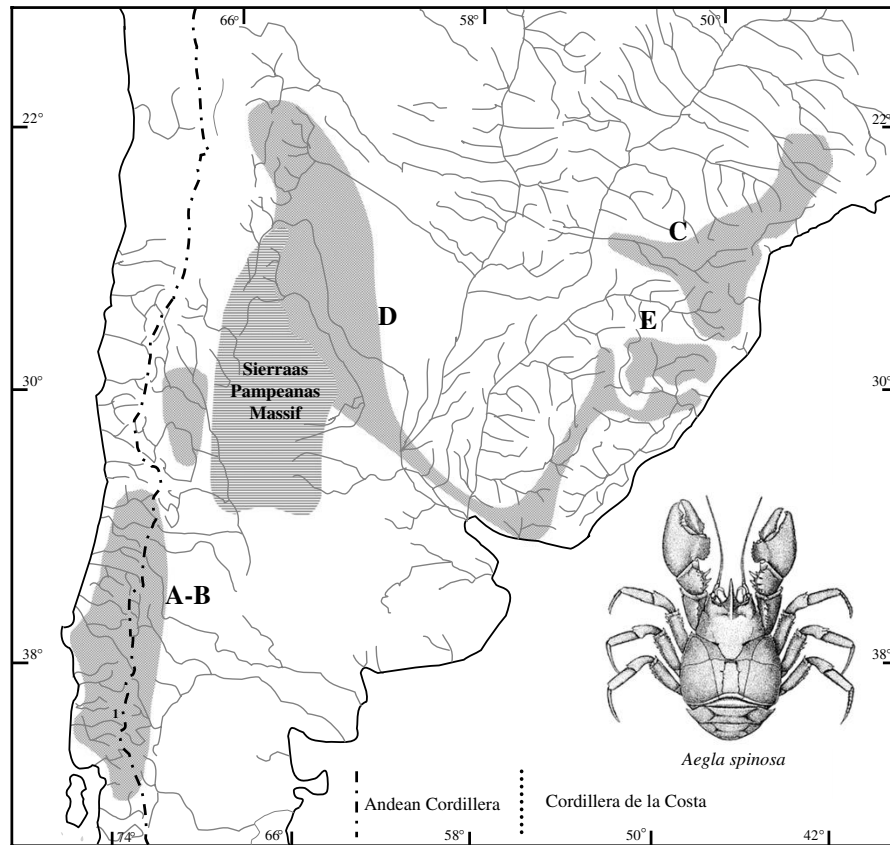 66° 58° 50°
22° 22°
C
D
E
Sierraas
Pampeanas
Massif
30° 30°
A-B
38° 38°
1
Aegla spinosa
Andean Cordillera
Cordillera de la Costa
74° 66° 58° 50° 42°